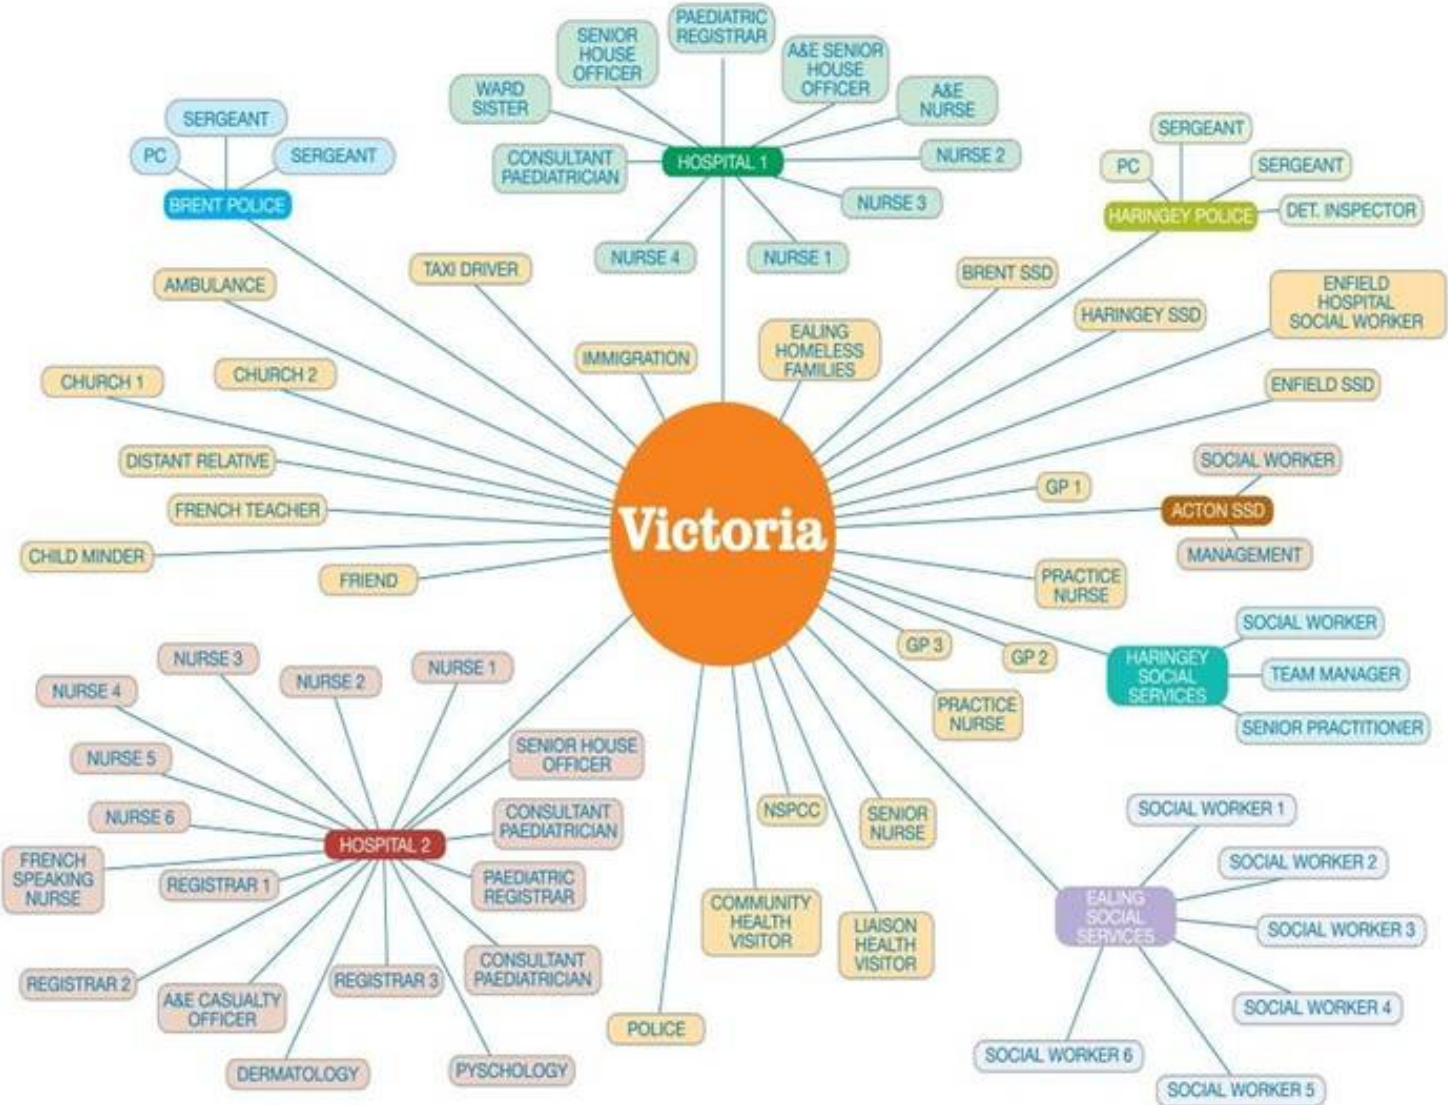 PAEDIATRIC
REGISTRAR
SENIOR
HOUSE
OFFICER
A&E SENIOR
HOUSE
OFFICER
WARD
SISTER
A&E
NURSE
CONSULTANT
PAEDIATRICIAN
HOSPITAL 1
NURSE 2
NURSE 3
NURSE 4
NURSE 1
SERGEANT
PC
SERGEANT
BRENT POLICE
SERGEANT
PC
SERGEANT
HARINGEY POLICE
DET. INSPECTOR
AMBULANCE
TAXI DRIVER
BRENT SSD
HARINGEY SSD
ENFIELD
HOSPITAL
SOCIAL WORKER
IMMIGRATION
EALING
HOMELESS
FAMILIES
CHURCH 1
CHURCH 2
ENFIELD SSD
DISTANT RELATIVE
FRENCH TEACHER
CHILD MINDER
FRIEND
Victoria
GP 1
SOCIAL WORKER
ACTON SSD
MANAGEMENT
PRACTICE
NURSE
GP 3
GP 2
HARINGEY
SOCIAL
SERVICES
SOCIAL WORKER
TEAM MANAGER
SENIOR PRACTITIONER
PRACTICE
NURSE
NURSE 3
NURSE 2
NURSE 1
NURSE 4
NURSE 5
NURSE 6
SENIOR HOUSE
OFFICER
CONSULTANT
PAEDIATRICIAN
HOSPITAL 2
FRENCH
SPEAKING
NURSE
REGISTRAR 1
PAEDIATRIC
REGISTRAR
CONSULTANT
PAEDIATRICIAN
REGISTRAR 2
A&E CASUALTY
OFFICER
REGISTRAR 3
DERMATOLOGY
PYSCHOLOGY
NSPCC
SENIOR
NURSE
COMMUNITY
HEALTH
VISITOR
LIAISON
HEALTH
VISITOR
POLICE
EALING
SOCIAL
SERVICES
SOCIAL WORKER 1
SOCIAL WORKER 2
SOCIAL WORKER 3
SOCIAL WORKER 4
SOCIAL WORKER 5
SOCIAL WORKER 6